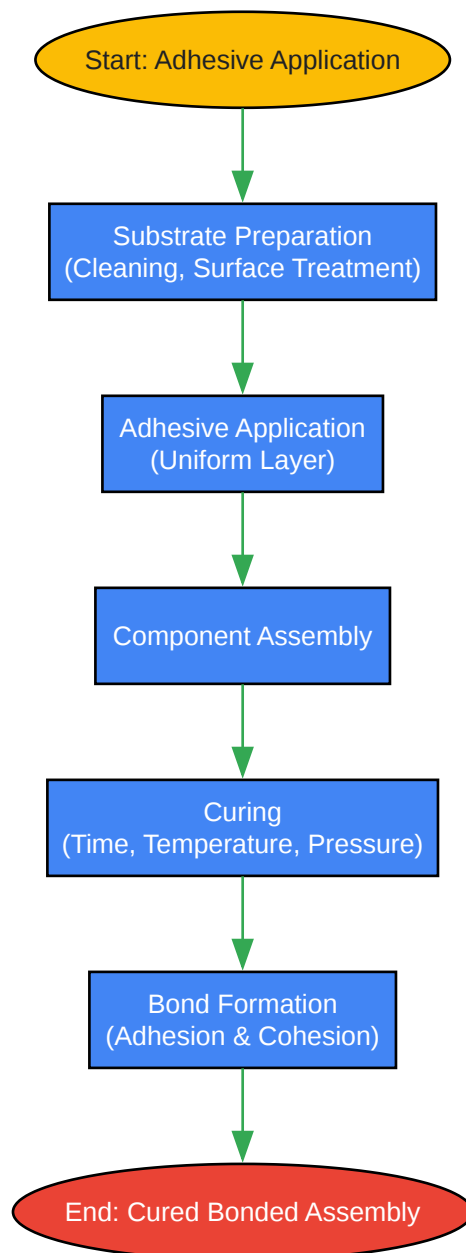 Start: Adhesive Application
Substrate Preparation
(Cleaning, Surface Treatment)
Adhesive Application
(Uniform Layer)
Component Assembly
Curing
(Time, Temperature, Pressure)
Bond Formation
(Adhesion & Cohesion)
End: Cured Bonded Assembly